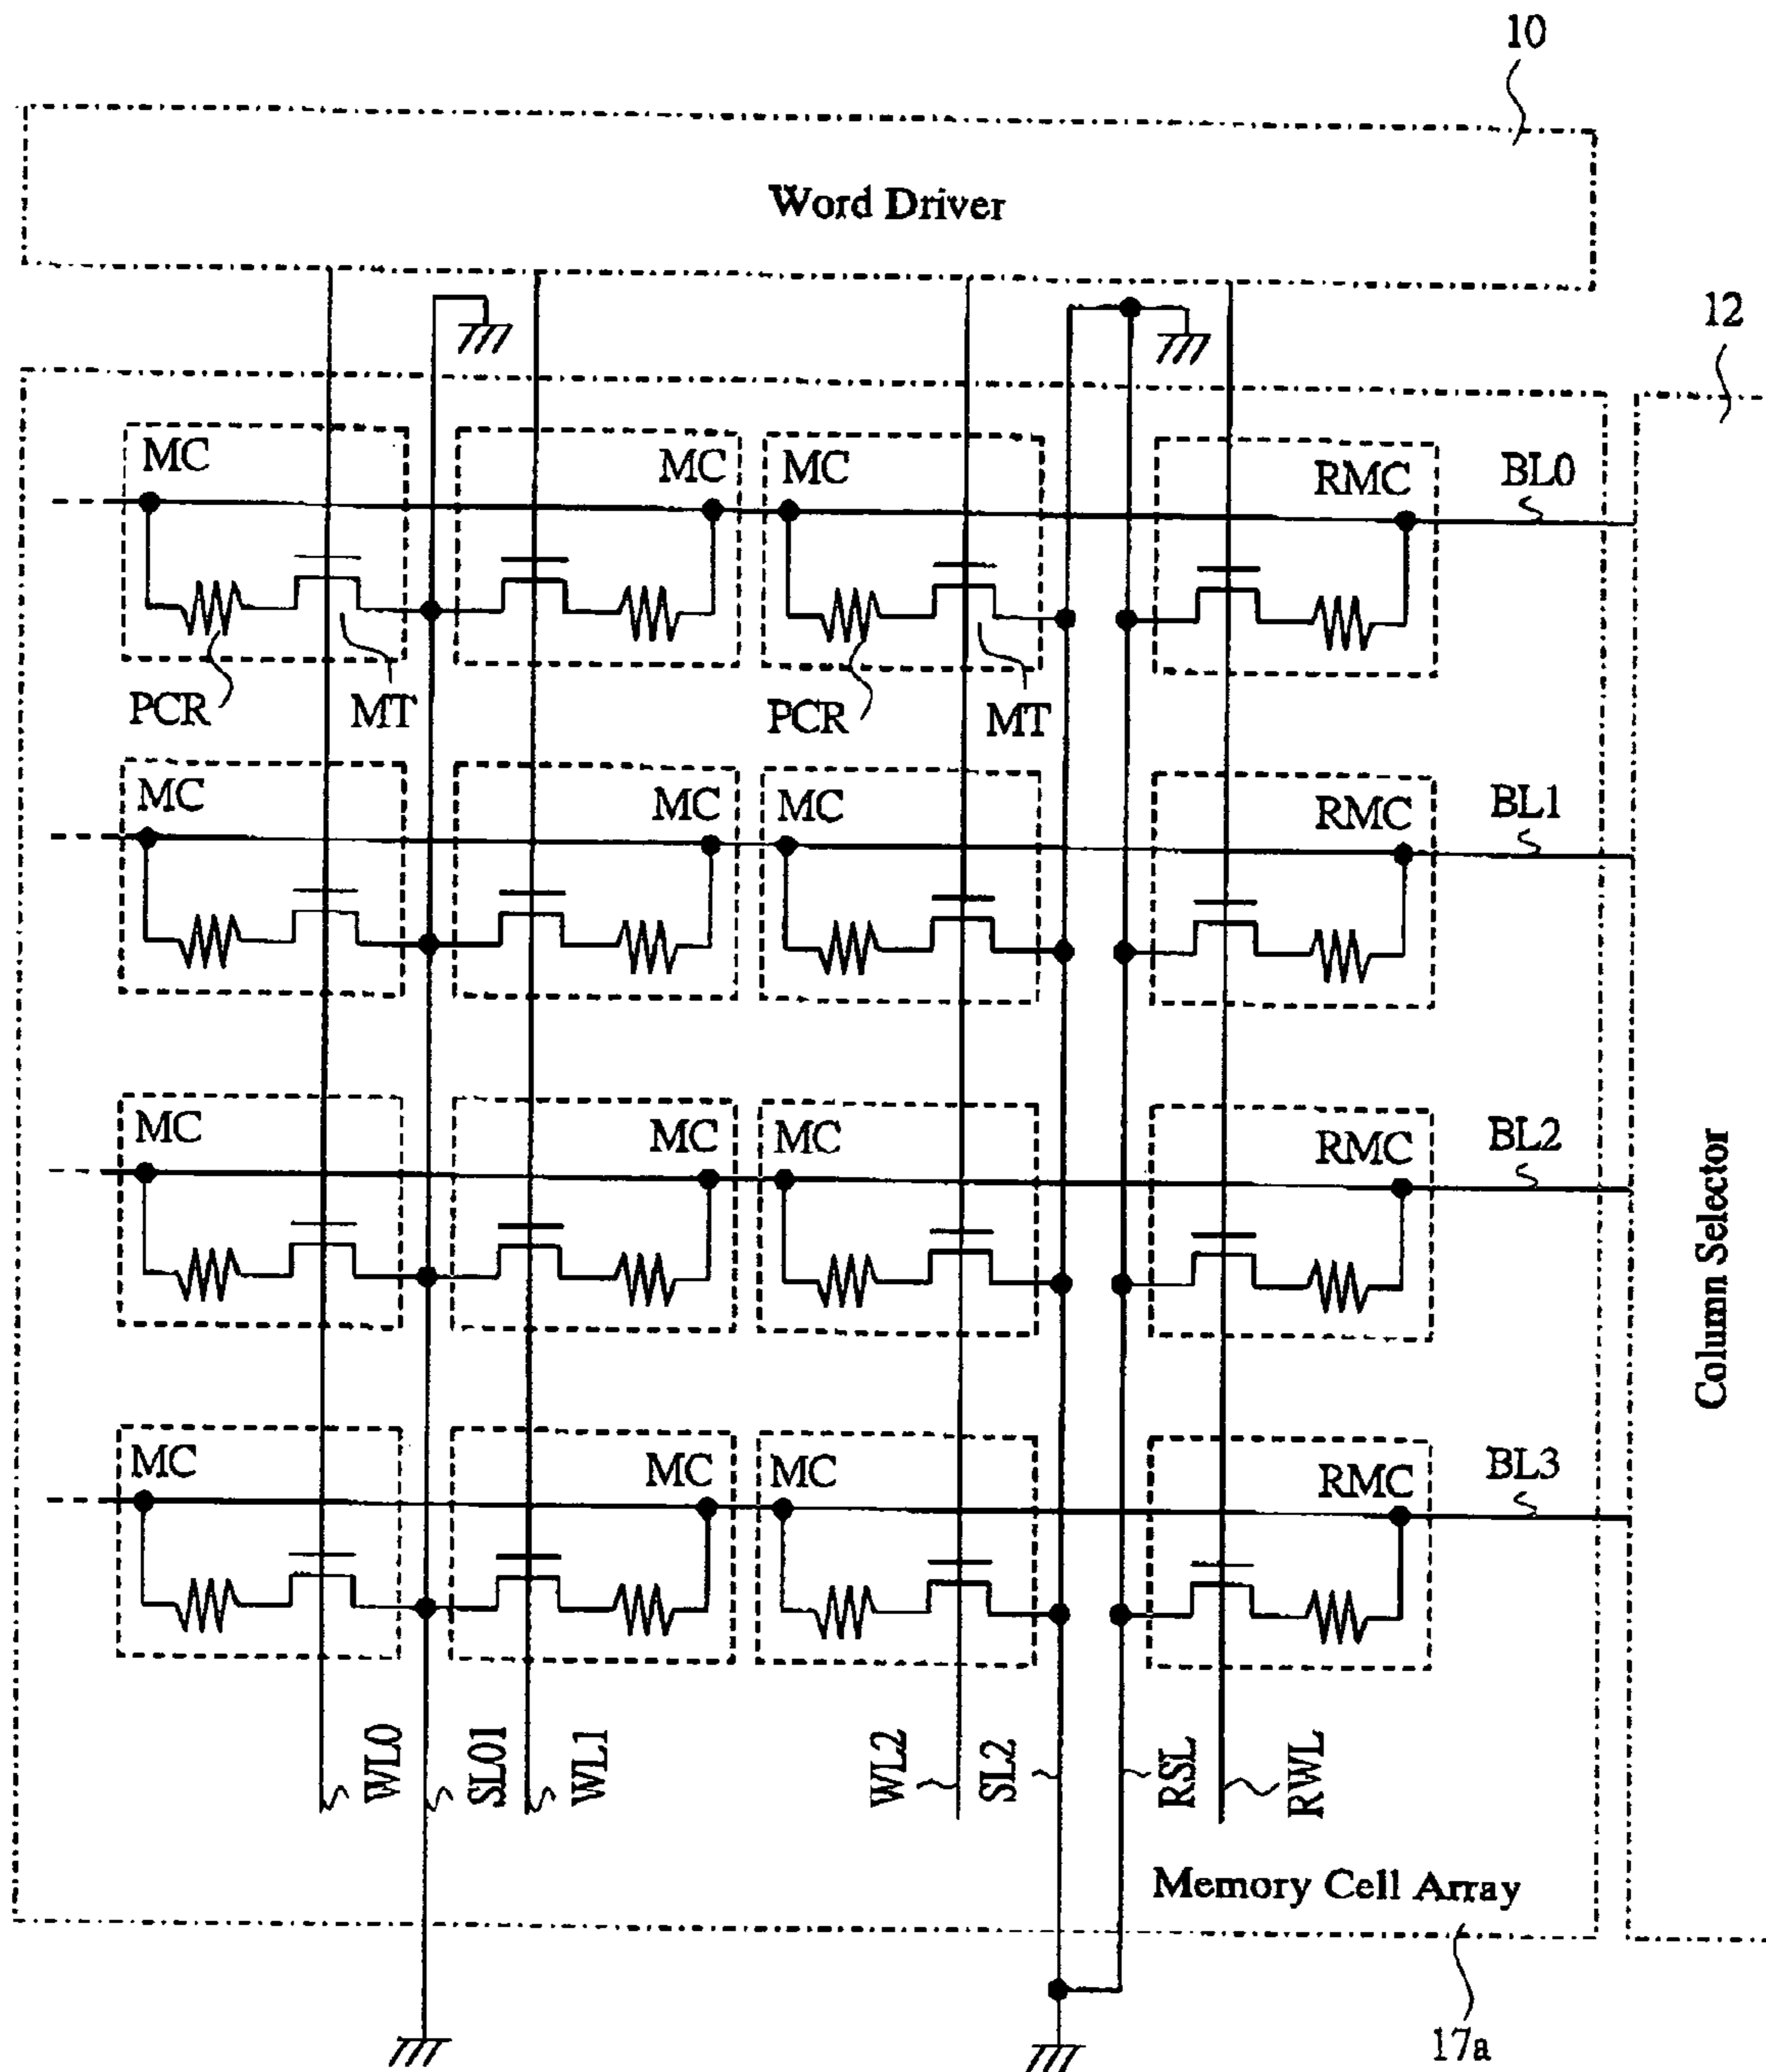 10
Word Driver
12
MC MC MC RMC BL0
PCR MT PCR MT
MC MC MC RMC BL1
MC MC MC RMC BL2
Column Selector
MC MC MC RMC BL3
WL0 SL01 WL1 WL2 SL2 RSL RWL
Memory Cell Array
17a